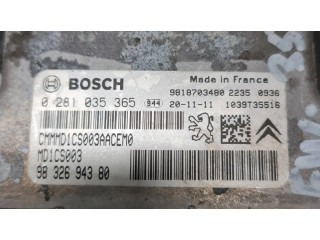 BOSCH
Made in France
9818703480 2235 0936
0 281 035 365 944 20-11-11 1039T35516
CMMMD1CS003AACEM0
MD1CS003
98 326 943 80